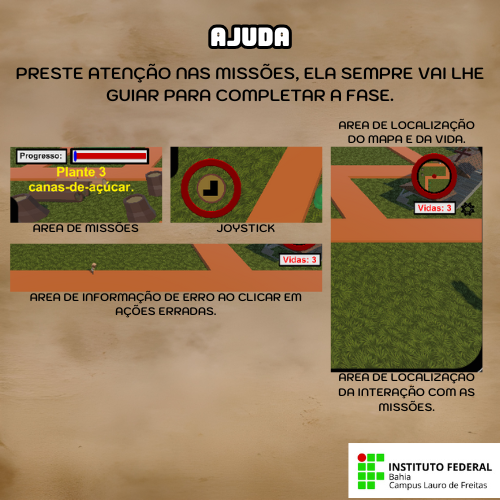 AJUDA
PRESTE ATENÇÃO NAS MISSÕES, ELA SEMPRE VAI LHE
GUIAR PARA COMPLETAR A FASE.
Progresso:
Plante 3
canas-de-açúcar.
AREA DE MISSÕES
JOYSTICK
AREA DE LOCALIZAÇÃO
DO MAPA E DA VIDA.
Vidas: 3
Vidas: 3
AREA DE INFORMAÇÃO DE ERRO AO CLICAR EM
AÇÕES ERRADAS.
AREA DE LOCALIZAÇÃO
DA INTERAÇÃO COM AS
MISSÕES.
INSTITUTO FEDERAL
Bahia
Campus Lauro de Freitas